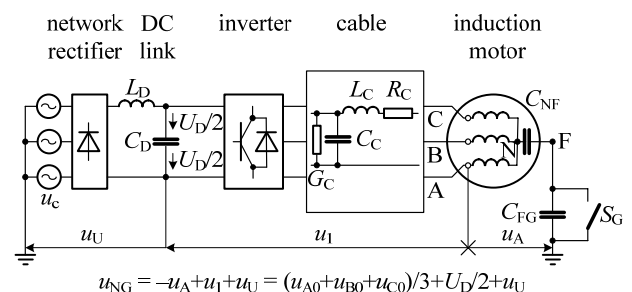 network rectifier
DC link
inverter
cable
induction motor
L_D
C_D
U_D/2
U_D/2
L_C
R_C
C_C
G_C
C
B
A
C_NF
N
F
C_FG
S_G
u_c
u_U
u_1
u_A
u_NG = –u_A+u_1+u_U = (u_A0+u_B0+u_C0)/3+U_D/2+u_U